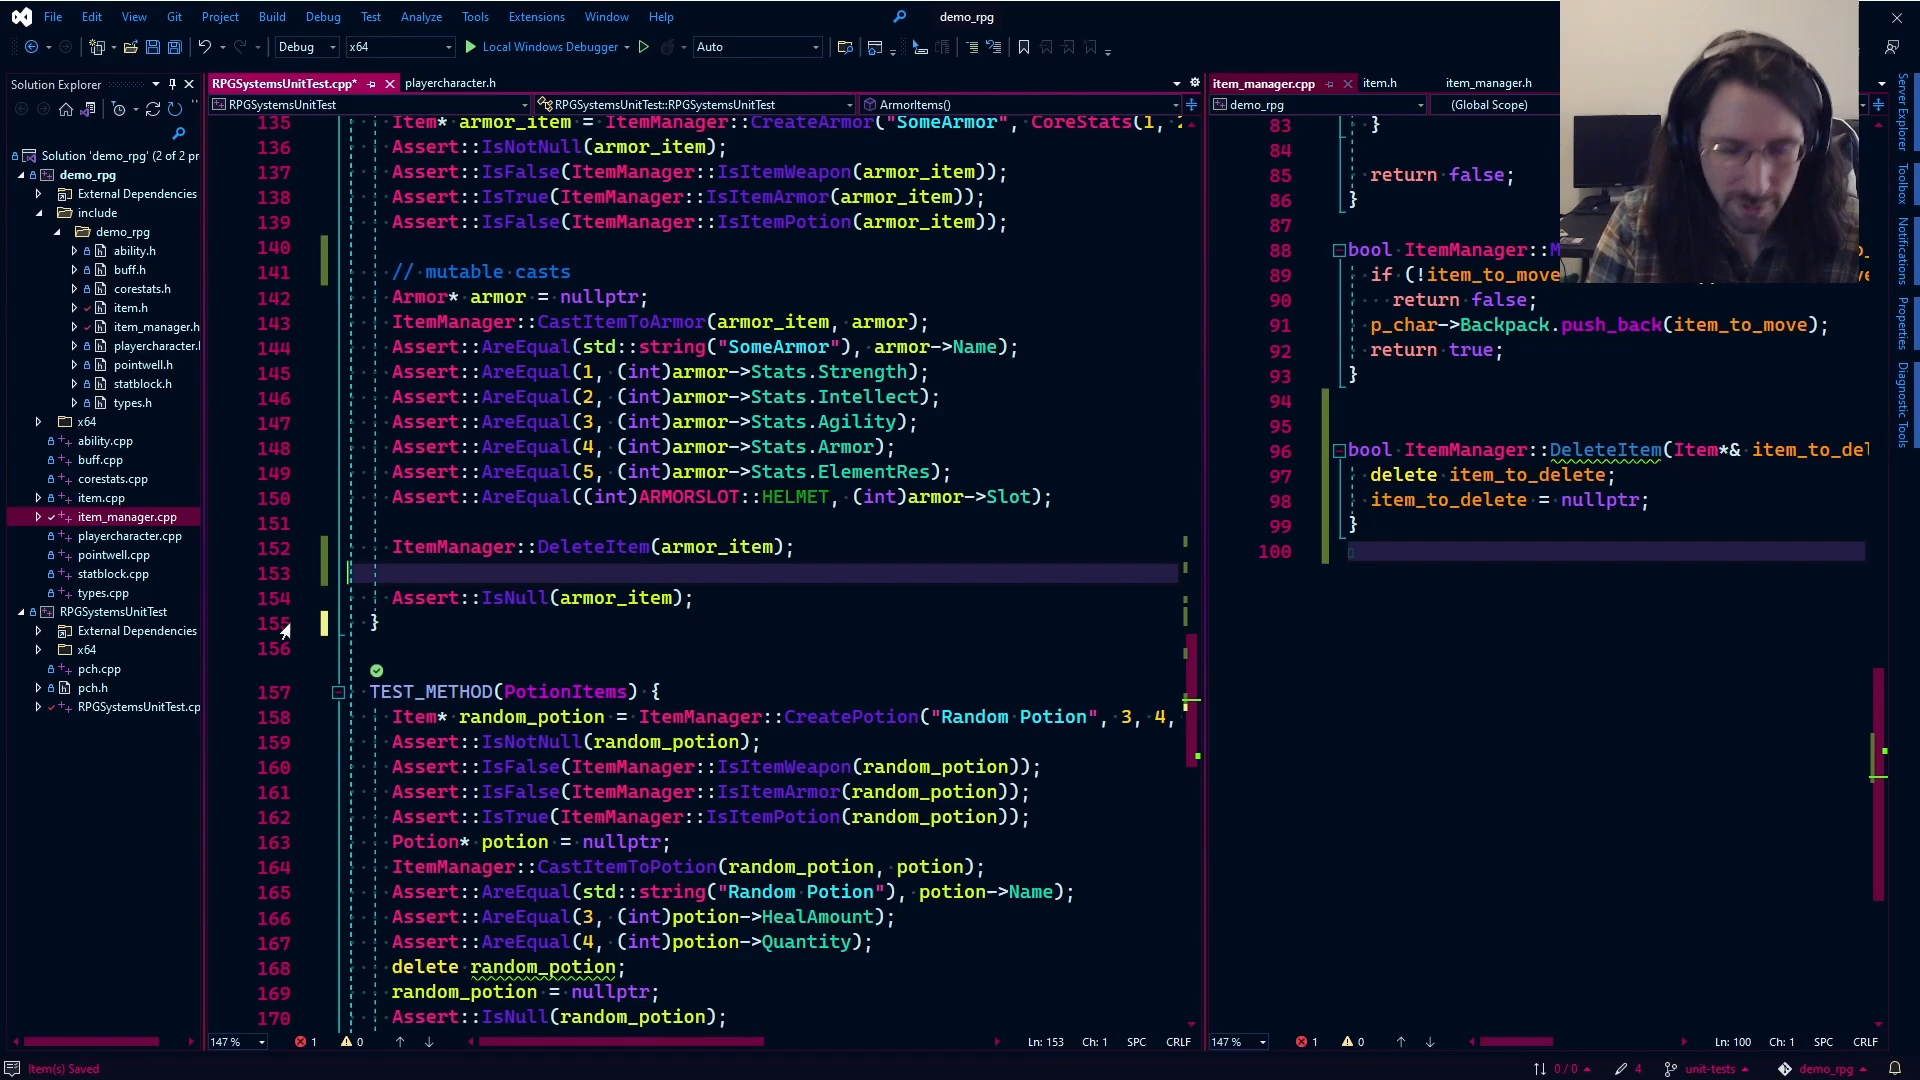 File Edit View Git Project Build Debug Test Analyze Tools Extensions Window Help demo_rpg
Debug x64 Local Windows Debugger Auto
Solution Explorer
RPGSystemsUnitTest.cpp* playercharacter.h
RPGSystemsUnitTest RPGSystemsUnitTest::RPGSystemsUnitTest ArmorItems()
item_manager.cpp item.h item_manager.h
demo_rpg (Global Scope)
Solution 'demo_rpg' (2 of 2 pr
demo_rpg
External Dependencies
include
demo_rpg
ability.h
buff.h
corestats.h
item.h
item_manager.h
playercharacter.
pointwell.h
statblock.h
types.h
x64
ability.cpp
buff.cpp
corestats.cpp
item.cpp
item_manager.cpp
playercharacter.cpp
pointwell.cpp
statblock.cpp
types.cpp
RPGSystemsUnitTest
External Dependencies
x64
pch.cpp
pch.h
RPGSystemsUnitTest.cp
135 Item* armor_item = ItemManager::CreateArmor("SomeArmor", CoreStats(1,
136 Assert::IsNotNull(armor_item);
137 Assert::IsFalse(ItemManager::IsItemWeapon(armor_item));
138 Assert::IsTrue(ItemManager::IsItemArmor(armor_item));
139 Assert::IsFalse(ItemManager::IsItemPotion(armor_item));
140
141 // mutable casts
142 Armor* armor = nullptr;
143 ItemManager::CastItemToArmor(armor_item, armor);
144 Assert::AreEqual(std::string("SomeArmor"), armor->Name);
145 Assert::AreEqual(1, (int)armor->Stats.Strength);
146 Assert::AreEqual(2, (int)armor->Stats.Intellect);
147 Assert::AreEqual(3, (int)armor->Stats.Agility);
148 Assert::AreEqual(4, (int)armor->Stats.Armor);
149 Assert::AreEqual(5, (int)armor->Stats.ElementRes);
150 Assert::AreEqual((int)ARMORSLOT::HELMET, (int)armor->Slot);
151
152 ItemManager::DeleteItem(armor_item);
153
154 Assert::IsNull(armor_item);
155 }
156
157 TEST_METHOD(PotionItems) {
158 Item* random_potion = ItemManager::CreatePotion("Random Potion", 3, 4,
159 Assert::IsNotNull(random_potion);
160 Assert::IsFalse(ItemManager::IsItemWeapon(random_potion));
161 Assert::IsFalse(ItemManager::IsItemArmor(random_potion));
162 Assert::IsTrue(ItemManager::IsItemPotion(random_potion));
163 Potion* potion = nullptr;
164 ItemManager::CastItemToPotion(random_potion, potion);
165 Assert::AreEqual(std::string("Random Potion"), potion->Name);
166 Assert::AreEqual(3, (int)potion->HealAmount);
167 Assert::AreEqual(4, (int)potion->Quantity);
168 delete random_potion;
169 random_potion = nullptr;
170 Assert::IsNull(random_potion);
83 }
84
85 return false;
86 }
87
88 bool ItemManager::M
89 if (!item_to_move
90 return false;
91 p_char->Backpack.push_back(item_to_move);
92 return true;
93 }
94
95
96 bool ItemManager::DeleteItem(Item*& item_to_del
97 delete item_to_delete;
98 item_to_delete = nullptr;
99 }
100
Server Explorer
Toolbox
Notifications
Properties
Diagnostic Tools
147 % 1 0 Ln: 153 Ch: 1 SPC CRLF
147 % 1 0 Ln: 100 Ch: 1 SPC CRLF
Item(s) Saved 0 / 0 4 unit-tests demo_rpg